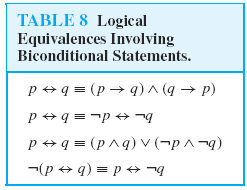 TABLE 8 Logical
Equivalences Involving
Biconditional Statements.
p ↔ q ≡ (p → q) ∧ (q → p)
p ↔ q ≡ ¬p ↔ ¬q
p ↔ q ≡ (p ∧ q) ∨ (¬p ∧ ¬q)
¬(p ↔ q) ≡ p ↔ ¬q